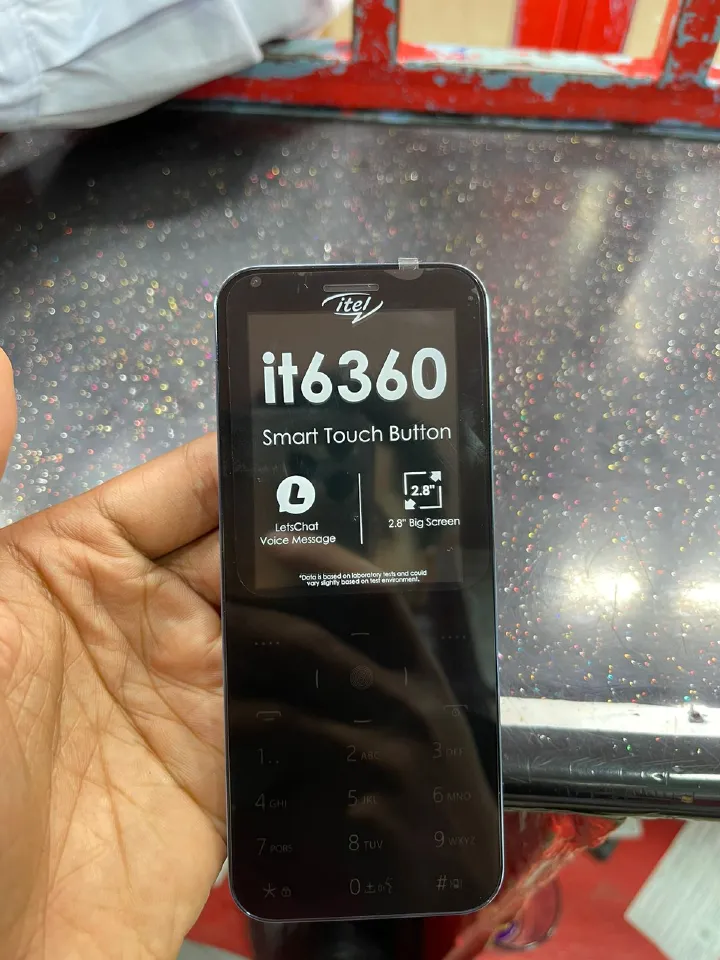 itel
it6360
Smart Touch Button
LetsChat
Voice Message
2.8"
2.8" Big Screen
*Data is based on laboratory tests and could
vary slightly based on test environment.
1.. 2 ABC 3 DEF
4 GHI 5 JKL 6 MNO
7 PQRS 8 TUV 9 WXYZ
* 0 ± #